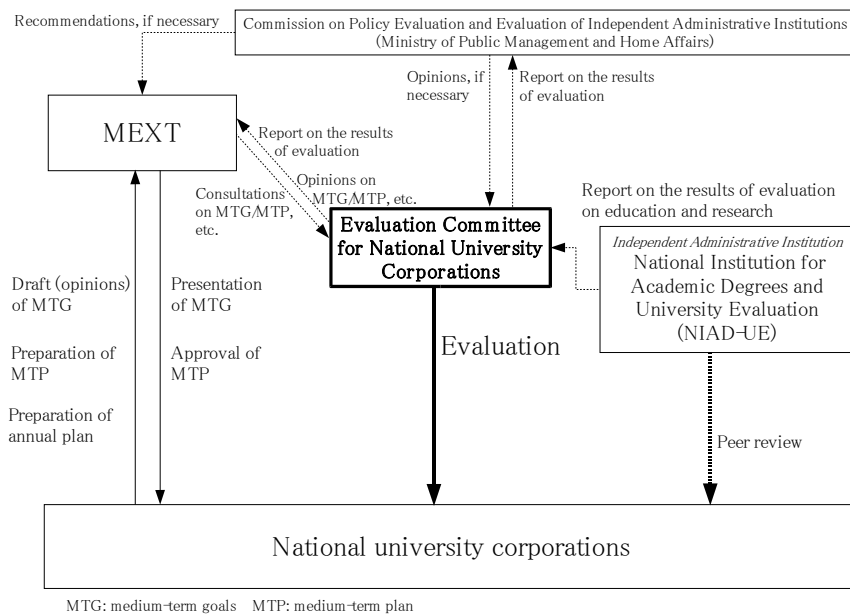 Recommendations, if necessary
Commission on Policy Evaluation and Evaluation of Independent Administrative Institutions
(Ministry of Public Management and Home Affairs)
Opinions, if
necessary
Report on the results
of evaluation
MEXT
Report on the results
of evaluation
Opinions on
MTG/MTP, etc.
Consultations
on MTG/MTP,
etc.
Evaluation Committee
for National University
Corporations
Report on the results of evaluation
on education and research
Independent Administrative Institution
National Institution for
Academic Degrees and
University Evaluation
(NIAD-UE)
Draft (opinions)
of MTG
Presentation
of MTG
Preparation of
MTP
Approval of
MTP
Preparation of
annual plan
Evaluation
Peer review
National university corporations
MTG: medium-term goals MTP: medium-term plan